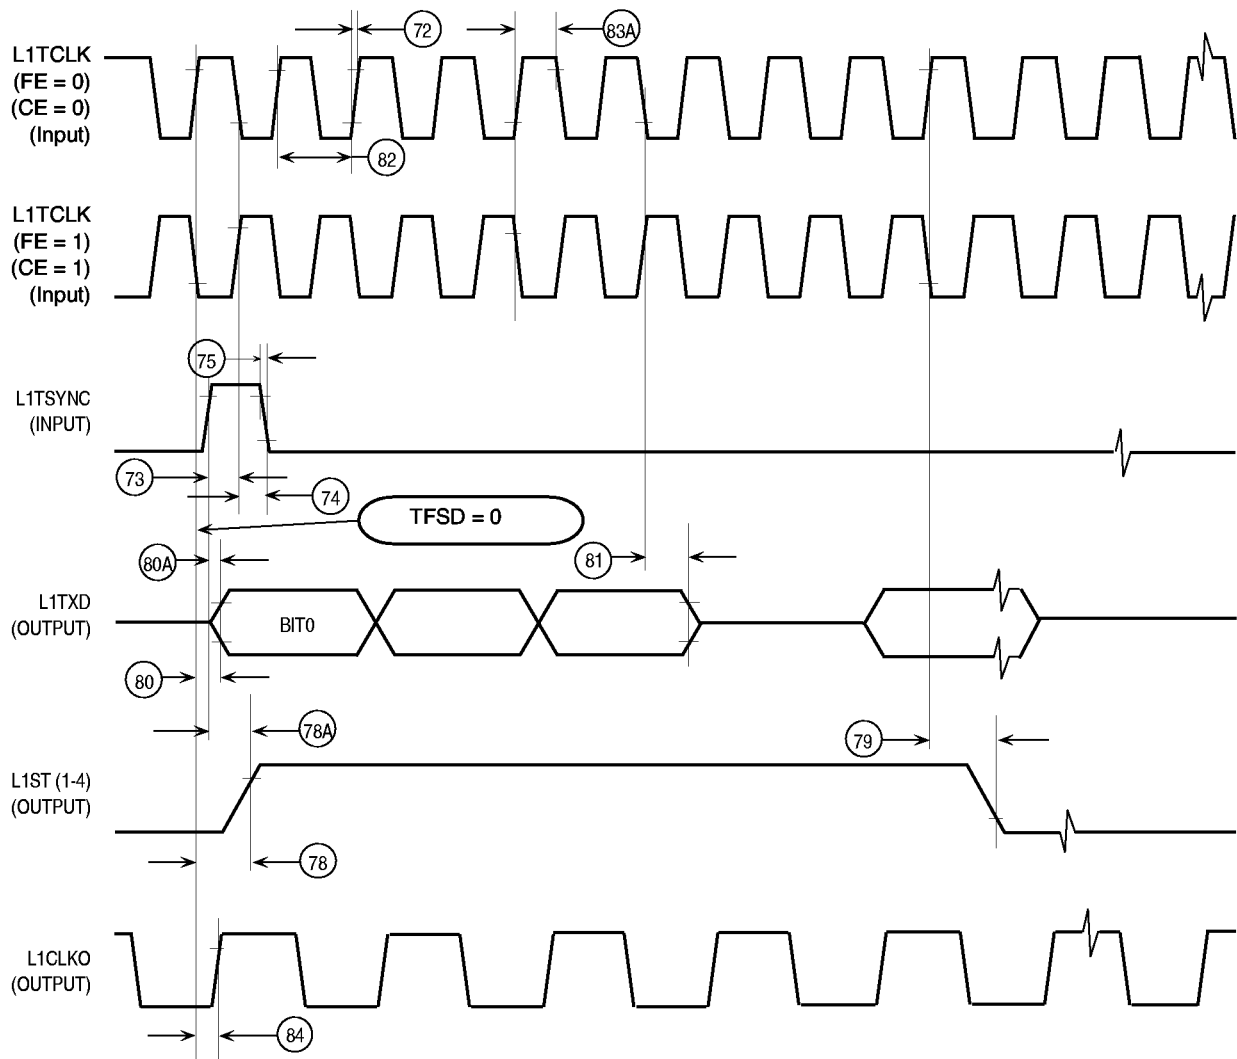 72
83A
L1TCLK
(FE = 0)
(CE = 0)
(Input)
82
L1TCLK
(FE = 1)
(CE = 1)
(Input)
75
L1TSYNC
(INPUT)
73
74
TFSD = 0
80A
81
L1TXD
(OUTPUT)
BIT0
80
78A
79
L1ST (1-4)
(OUTPUT)
78
L1CLKO
(OUTPUT)
84